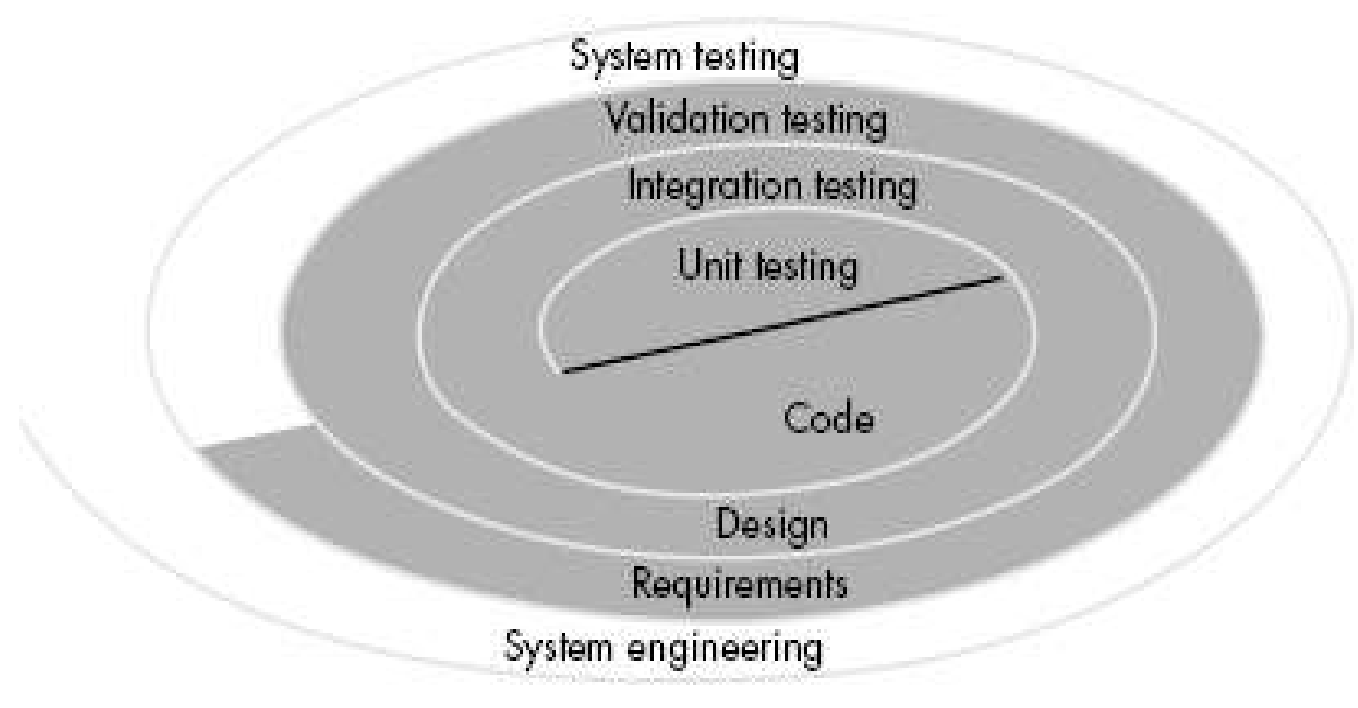 System testing
Validation testing
Integration testing
Unit testing
Code
Design
Requirements
System engineering